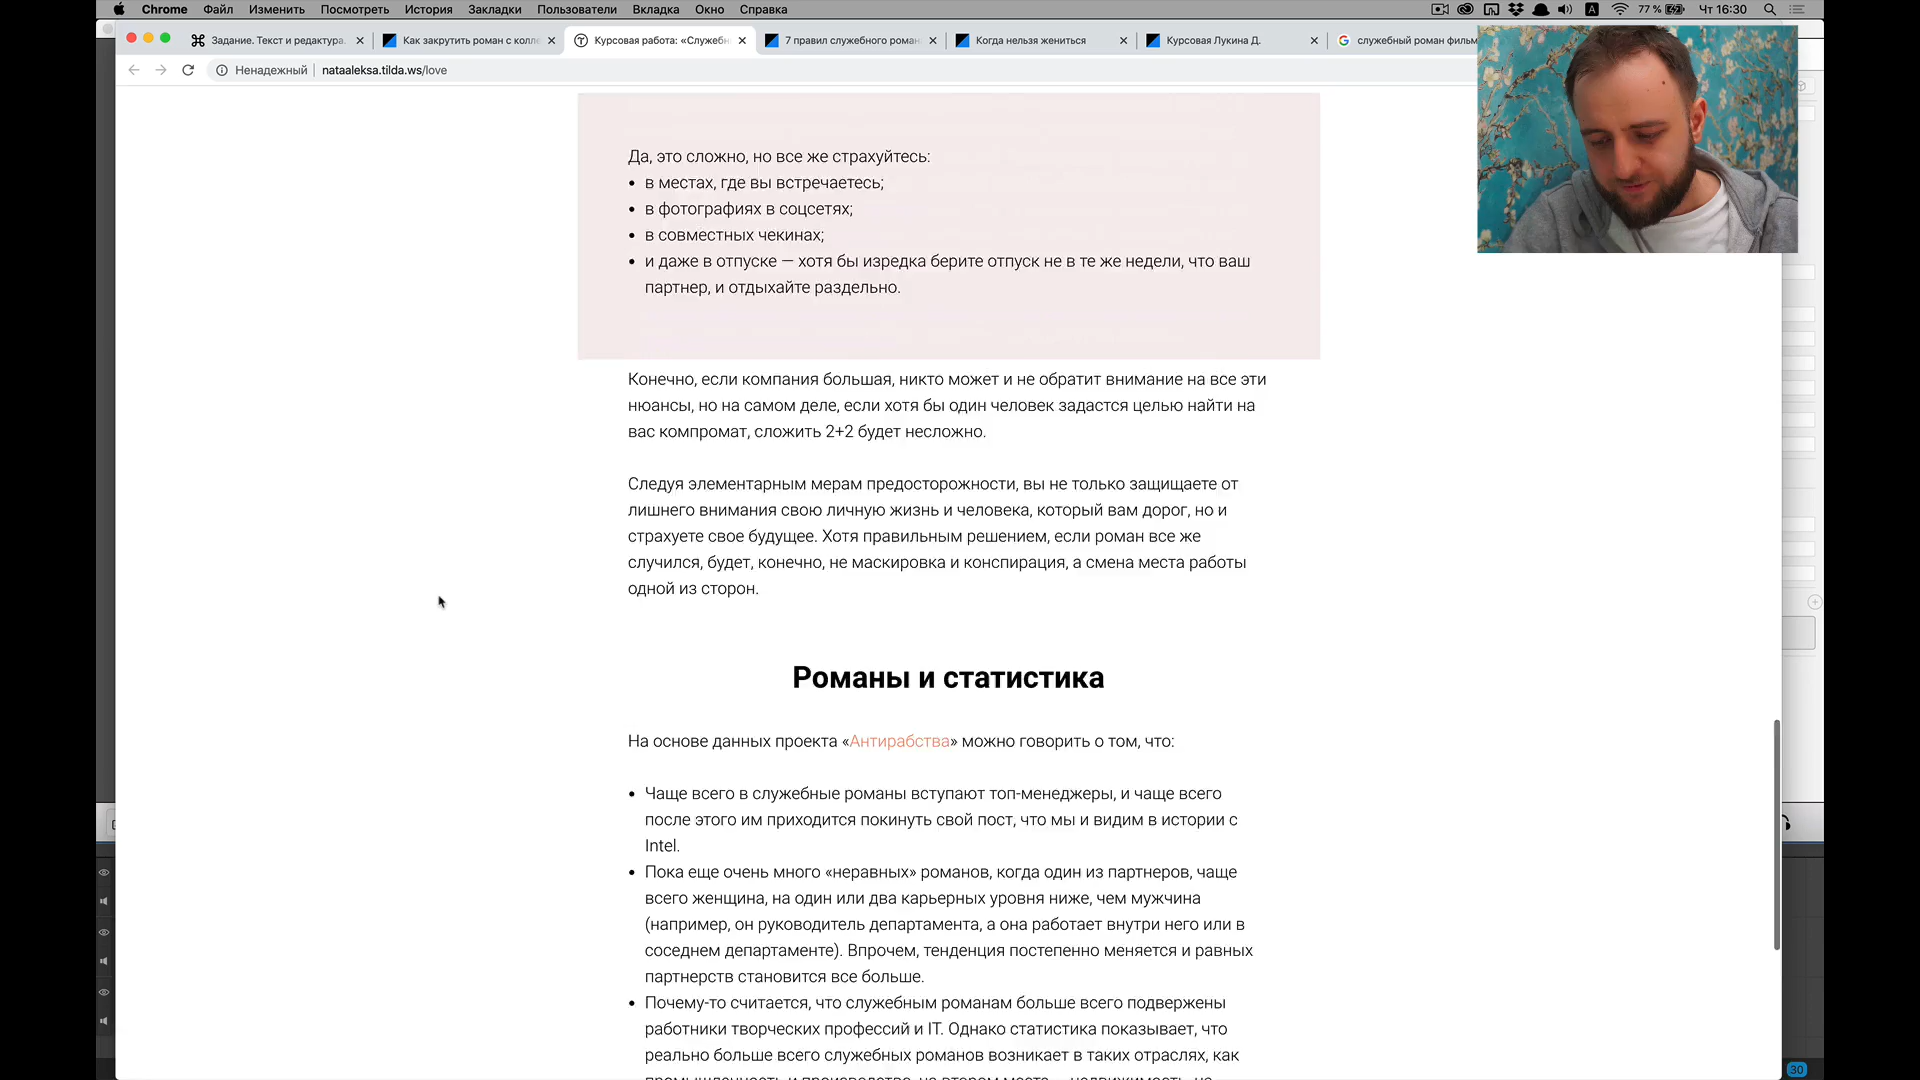 Chrome Файл Изменить Посмотреть История Закладки Пользователи Вкладка Окно Справка A 77 % Чт 16:30
Задание. Текст и редактура. Как закрутить роман с колле Курсовая работа: «Служебн 7 правил служебного роман Когда нельзя жениться Курсовая Лукина Д. служебный роман фильм
Ненадежный nataaleksa.tilda.ws/love
Да, это сложно, но все же страхуйтесь:
• в местах, где вы встречаетесь;
• в фотографиях в соцсетях;
• в совместных чекинах;
• и даже в отпуске — хотя бы изредка берите отпуск не в те же недели, что ваш
партнер, и отдыхайте раздельно.
Конечно, если компания большая, никто может и не обратит внимание на все эти
нюансы, но на самом деле, если хотя бы один человек задастся целью найти на
вас компромат, сложить 2+2 будет несложно.
Следуя элементарным мерам предосторожности, вы не только защищаете от
лишнего внимания свою личную жизнь и человека, который вам дорог, но и
страхуете свое будущее. Хотя правильным решением, если роман все же
случился, будет, конечно, не маскировка и конспирация, а смена места работы
одной из сторон.
Романы и статистика
На основе данных проекта «Антирабства» можно говорить о том, что:
• Чаще всего в служебные романы вступают топ-менеджеры, и чаще всего
после этого им приходится покинуть свой пост, что мы и видим в истории с
Intel.
• Пока еще очень много «неравных» романов, когда один из партнеров, чаще
всего женщина, на один или два карьерных уровня ниже, чем мужчина
(например, он руководитель департамента, а она работает внутри него или в
соседнем департаменте). Впрочем, тенденция постепенно меняется и равных
партнерств становится все больше.
• Почему-то считается, что служебным романам больше всего подвержены
работники творческих профессий и IT. Однако статистика показывает, что
реально больше всего служебных романов возникает в таких отраслях, как
30